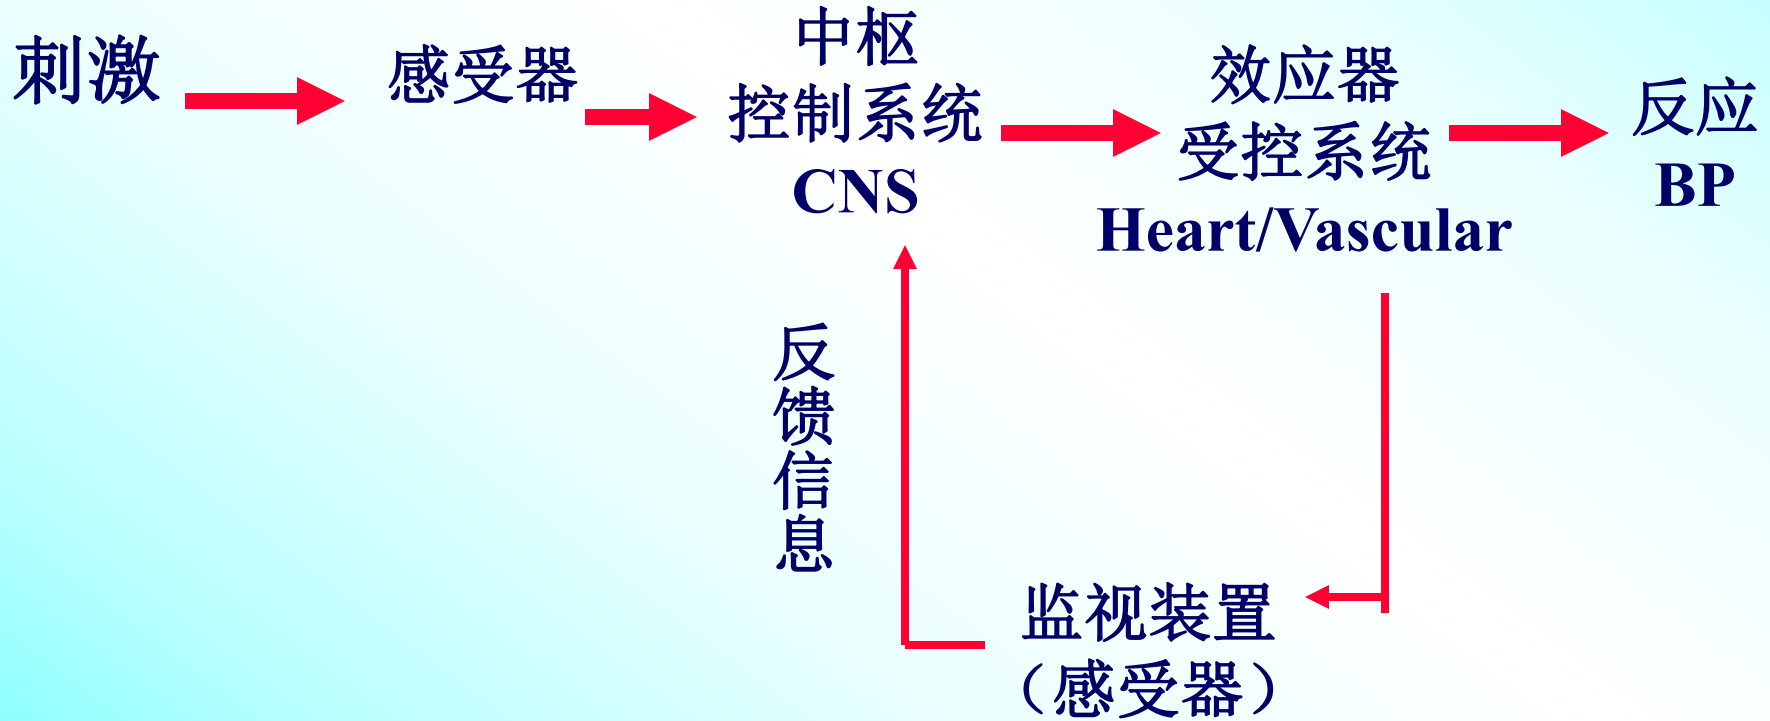 刺激
感受器
中枢
控制系统
CNS
效应器
受控系统
Heart/Vascular
反应
BP
反馈信息
监视装置
（感受器）